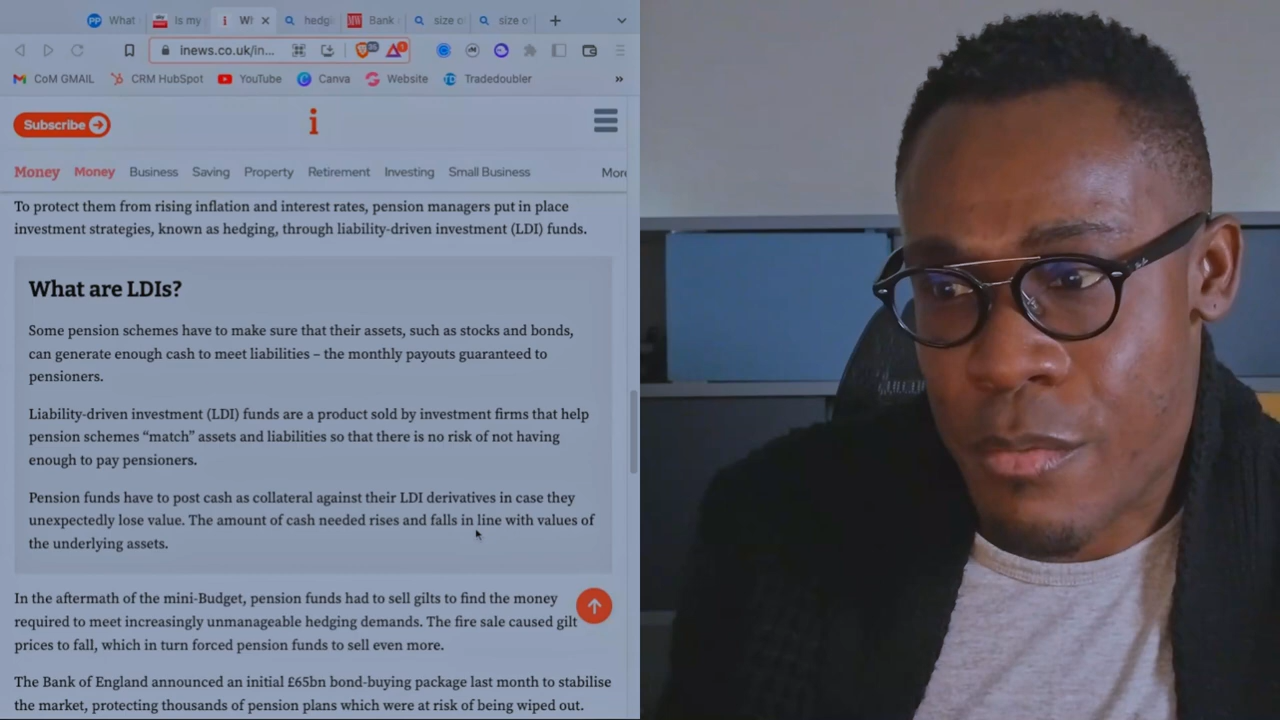 What
Is my
Wl
hedgi
Bank
size o
size o
inews.co.uk/in...
CoM GMAIL
CRM HubSpot
YouTube
Canva
Website
Tradedoubler
»
Subscribe
i
Money
Money
Business
Saving
Property
Retirement
Investing
Small Business
More
To protect them from rising inflation and interest rates, pension managers put in place
investment strategies, known as hedging, through liability-driven investment (LDI) funds.
What are LDIs?
Some pension schemes have to make sure that their assets, such as stocks and bonds,
can generate enough cash to meet liabilities – the monthly payouts guaranteed to
pensioners.
Liability-driven investment (LDI) funds are a product sold by investment firms that help
pension schemes “match” assets and liabilities so that there is no risk of not having
enough to pay pensioners.
Pension funds have to post cash as collateral against their LDI derivatives in case they
unexpectedly lose value. The amount of cash needed rises and falls in line with values of
the underlying assets.
In the aftermath of the mini-Budget, pension funds had to sell gilts to find the money
required to meet increasingly unmanageable hedging demands. The fire sale caused gilt
prices to fall, which in turn forced pension funds to sell even more.
The Bank of England announced an initial £65bn bond-buying package last month to stabilise
the market, protecting thousands of pension plans which were at risk of being wiped out.